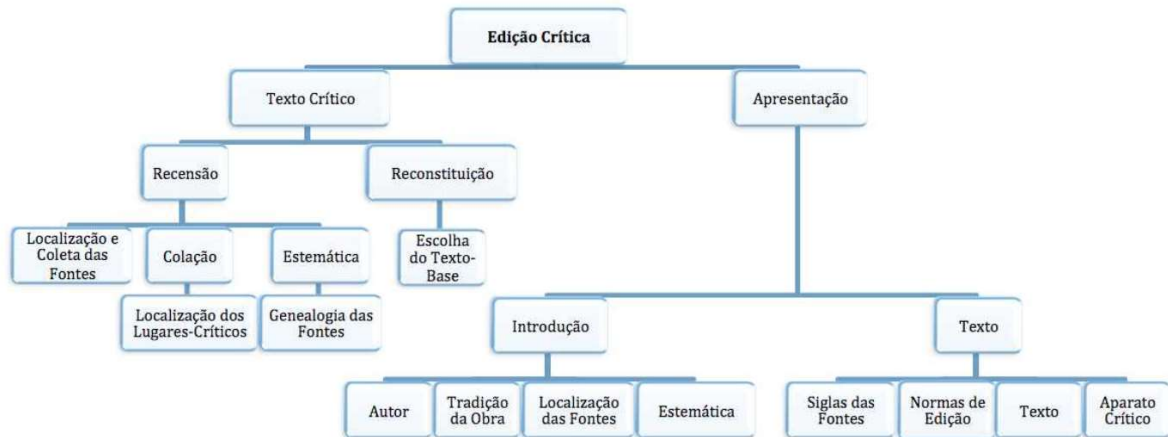 Edição Crítica
Texto Crítico
Apresentação
Recensão
Reconstituição
Localização e
Coleta das
Fontes
Colação
Estemática
Escolha
do Texto-
Base
Localização dos
Lugares-Críticos
Genealogia das
Fontes
Introdução
Texto
Autor
Tradição
da Obra
Localização
das Fontes
Estemática
Siglas das
Fontes
Normas de
Edição
Texto
Aparato
Crítico